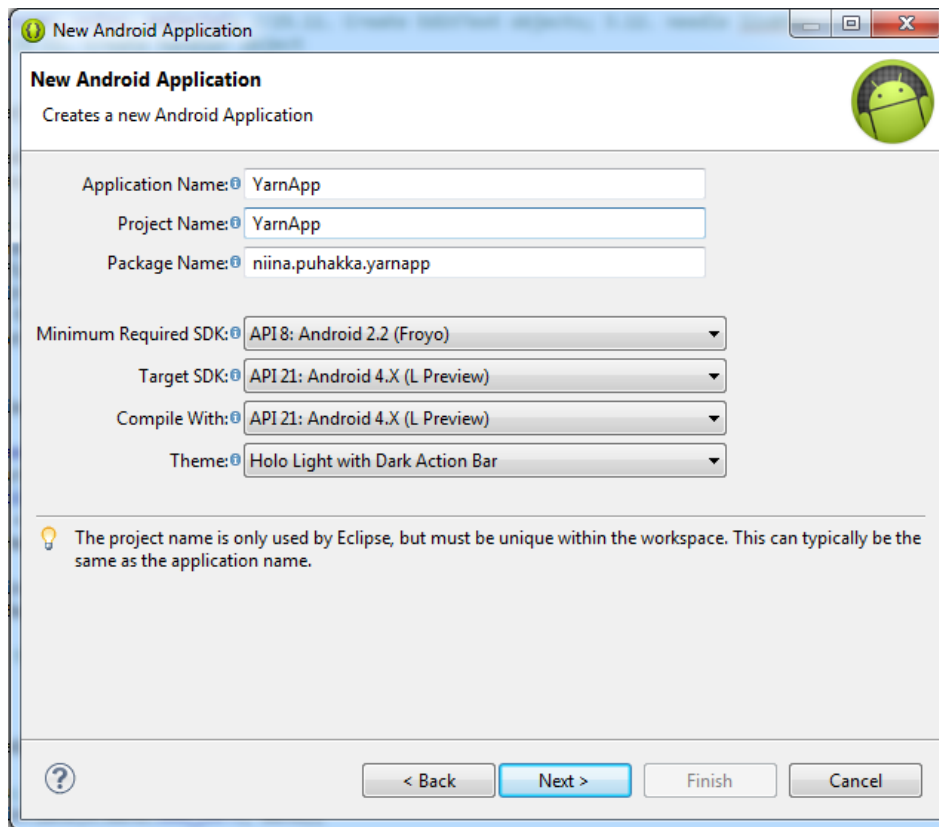 New Android Application
New Android Application
Creates a new Android Application
Application Name: YarnApp
Project Name: YarnApp
Package Name: niina.puhakka.yarnapp
Minimum Required SDK: API 8: Android 2.2 (Froyo)
Target SDK: API 21: Android 4.X (L Preview)
Compile With: API 21: Android 4.X (L Preview)
Theme: Holo Light with Dark Action Bar
The project name is only used by Eclipse, but must be unique within the workspace. This can typically be the
same as the application name.
? < Back Next > Finish Cancel